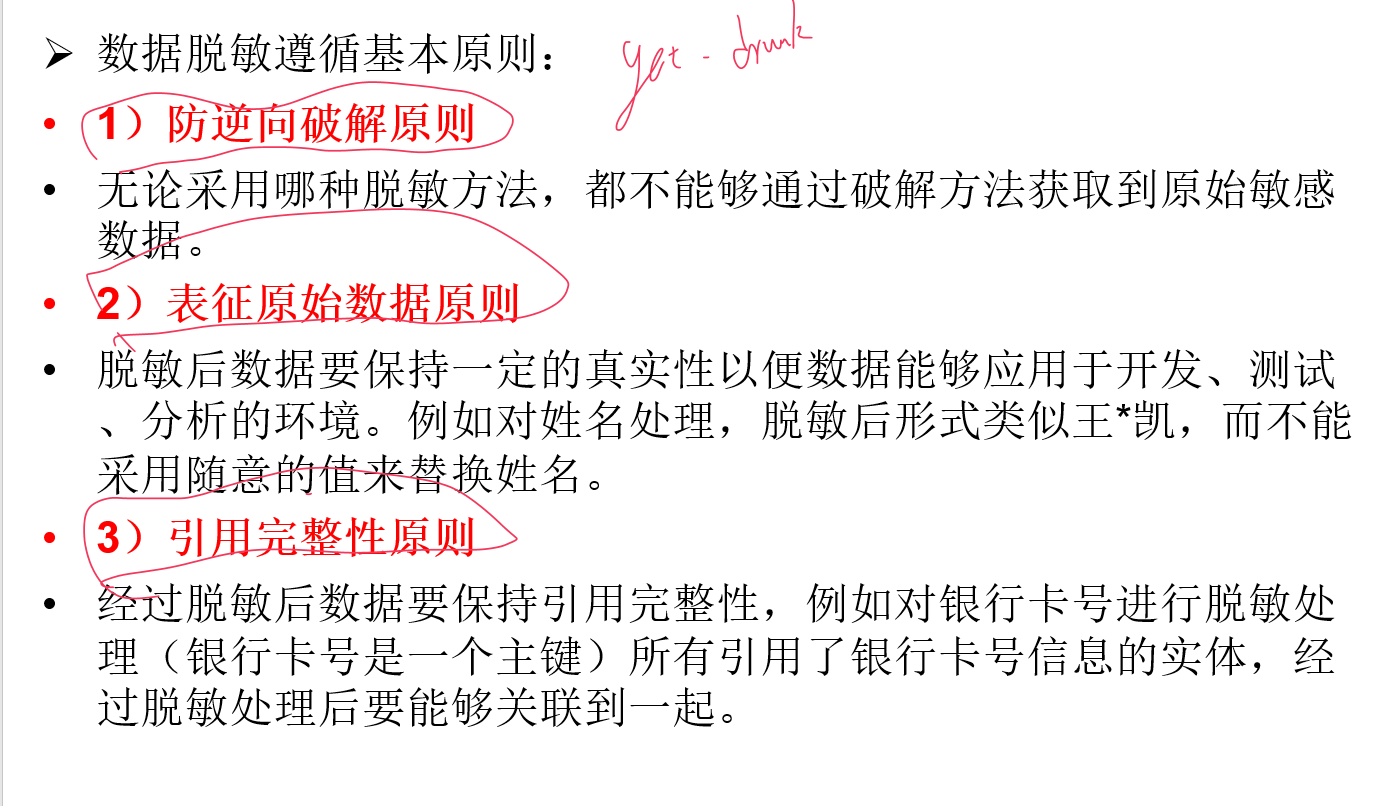 ➢ 数据脱敏遵循基本原则：
get - drunk
• 1）防逆向破解原则
• 无论采用哪种脱敏方法，都不能够通过破解方法获取到原始敏感
数据。
• 2）表征原始数据原则
• 脱敏后数据要保持一定的真实性以便数据能够应用于开发、测试
、分析的环境。例如对姓名处理，脱敏后形式类似王*凯，而不能
采用随意的值来替换姓名。
• 3）引用完整性原则
• 经过脱敏后数据要保持引用完整性，例如对银行卡号进行脱敏处
理（银行卡号是一个主键）所有引用了银行卡号信息的实体，经
过脱敏处理后要能够关联到一起。